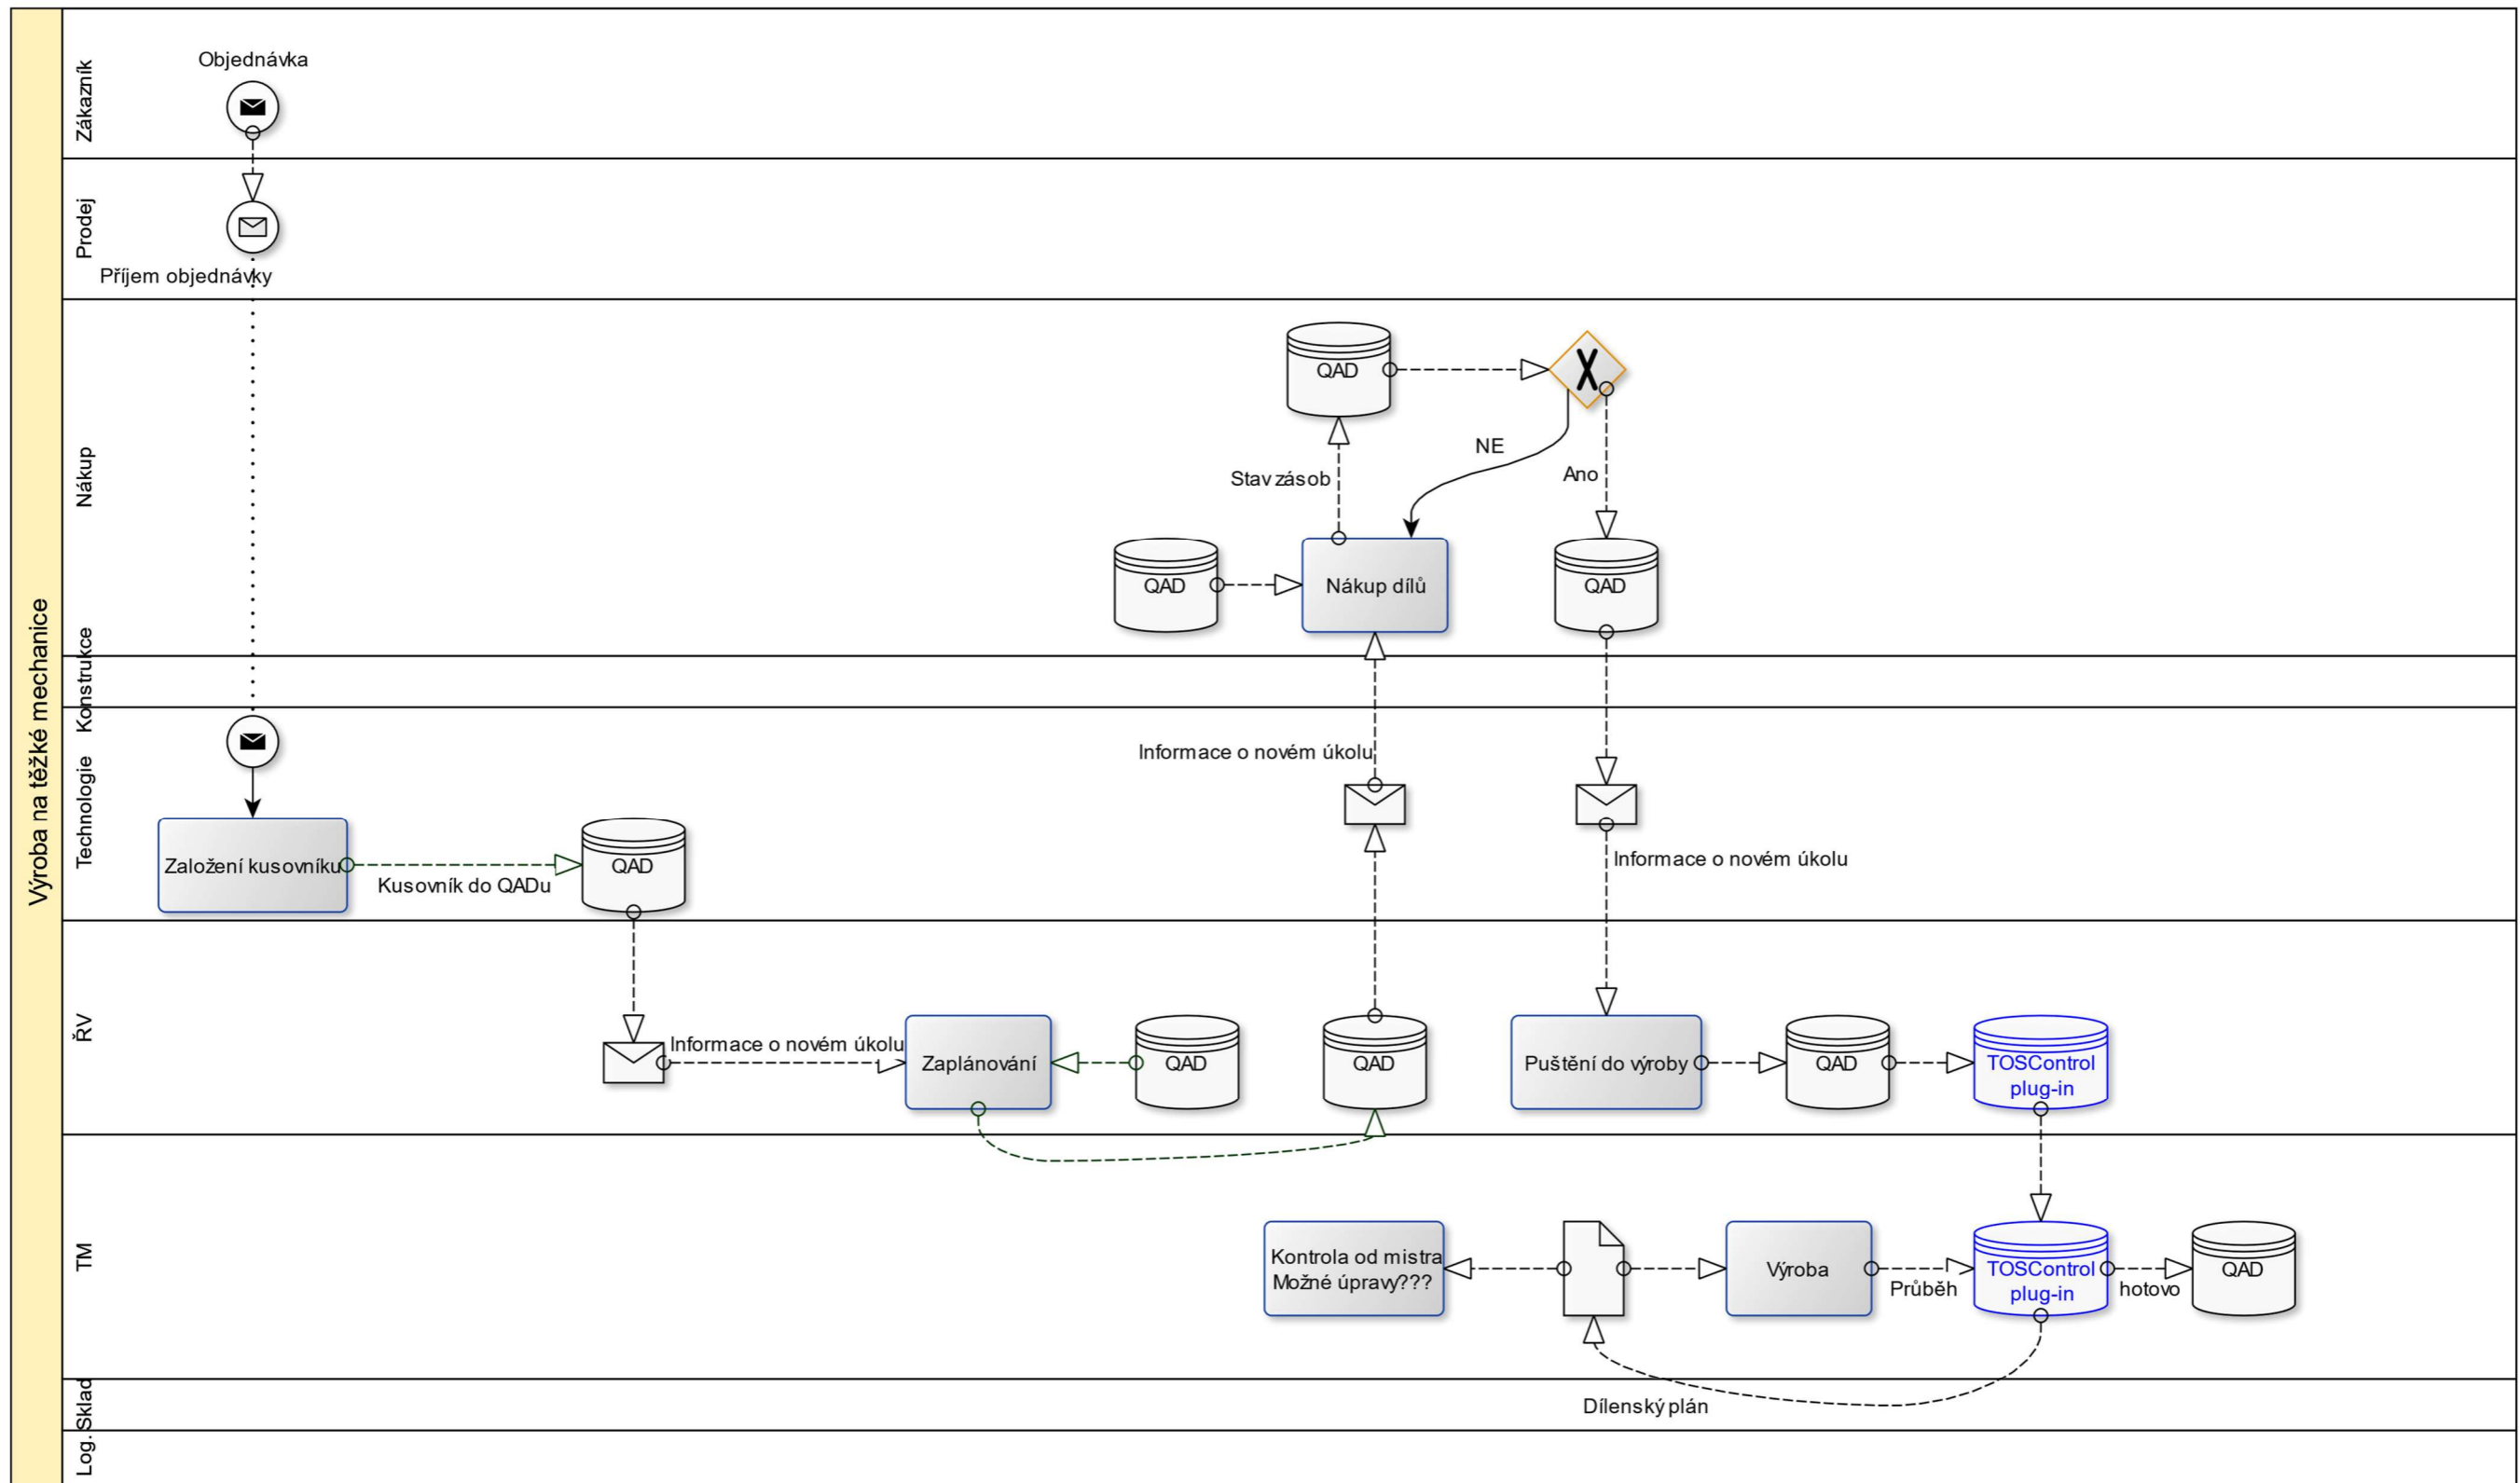 Výroba na těžké mechanice
Zákazník
Objednávka
Prodej
Příjem objednávky
Nákup
QAD
NE
Ano
Stav zásob
QAD
Nákup dílů
QAD
Konstrukce
Technologie
Informace o novém úkolu
Založení kusovníku
Kusovník do QADu
QAD
Informace o novém úkolu
ŘV
Informace o novém úkolu
Zaplánování
QAD
QAD
Puštění do výroby
QAD
TOSControl
plug-in
TM
Kontrola od mistra
Možné úpravy???
Výroba
Průběh
TOSControl
plug-in
hotovo
QAD
Sklad
Dílenský plán
Log.